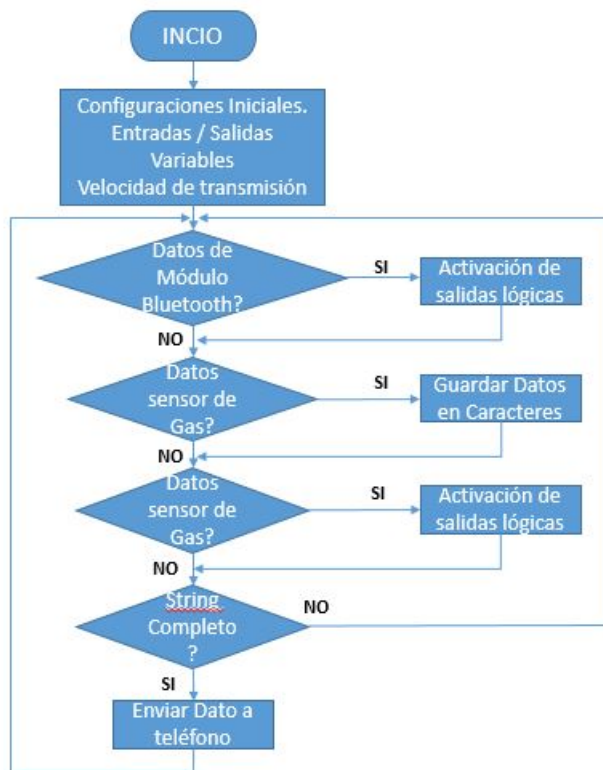 INCIO
Configuraciones Iniciales.
Entradas / Salidas
Variables
Velocidad de transmisión
Datos de
Módulo
Bluetooth?
SI
Activación de
salidas lógicas
NO
Datos
sensor de
Gas?
SI
Guardar Datos
en Caracteres
NO
Datos
sensor de
Gas?
SI
Activación de
salidas lógicas
NO
String
Completo
?
NO
SI
Enviar Dato a
teléfono